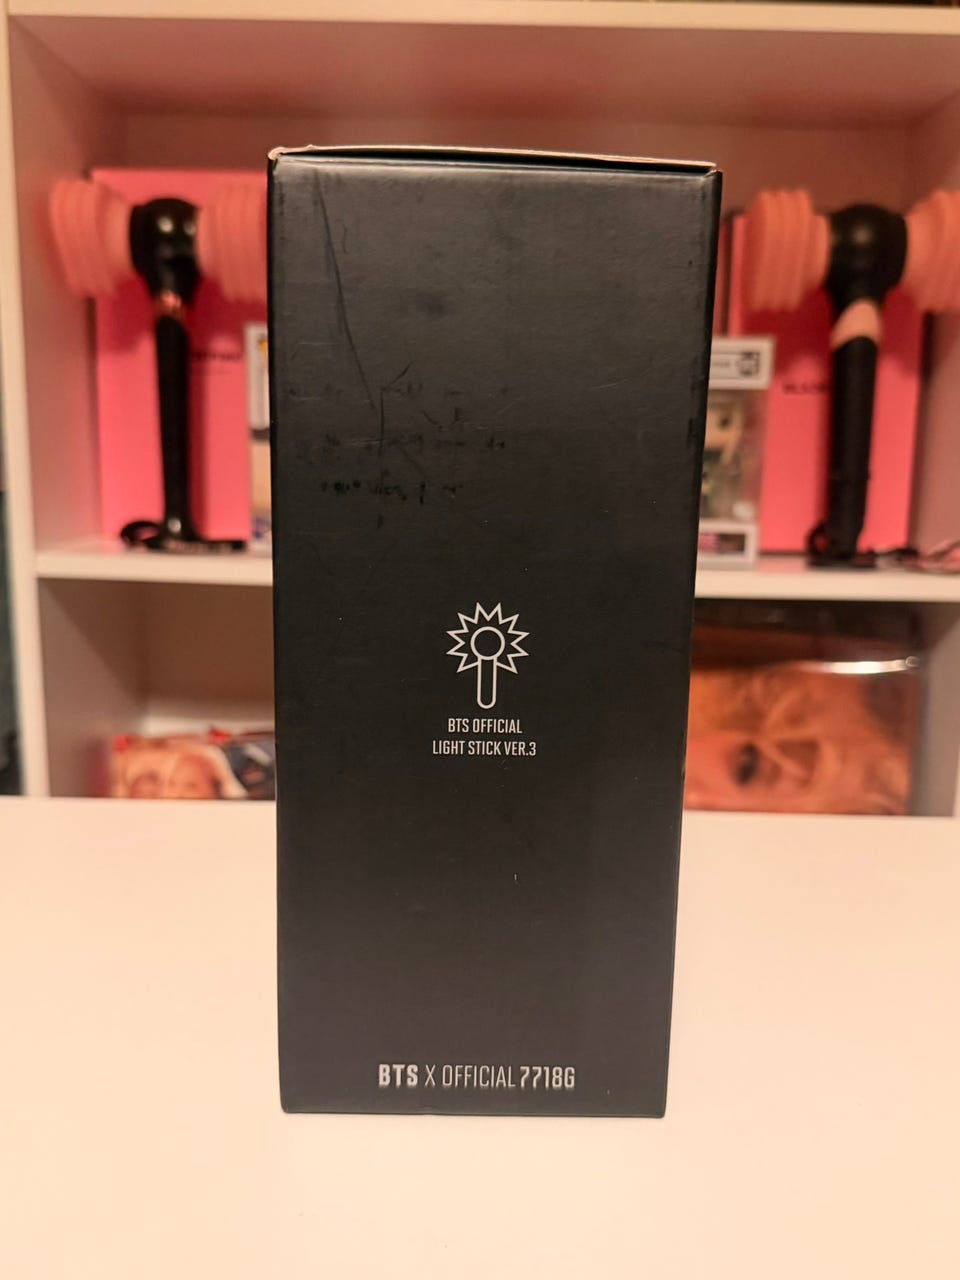 BTS OFFICIAL
LIGHT STICK VER.3
BTS X OFFICIAL 7718G